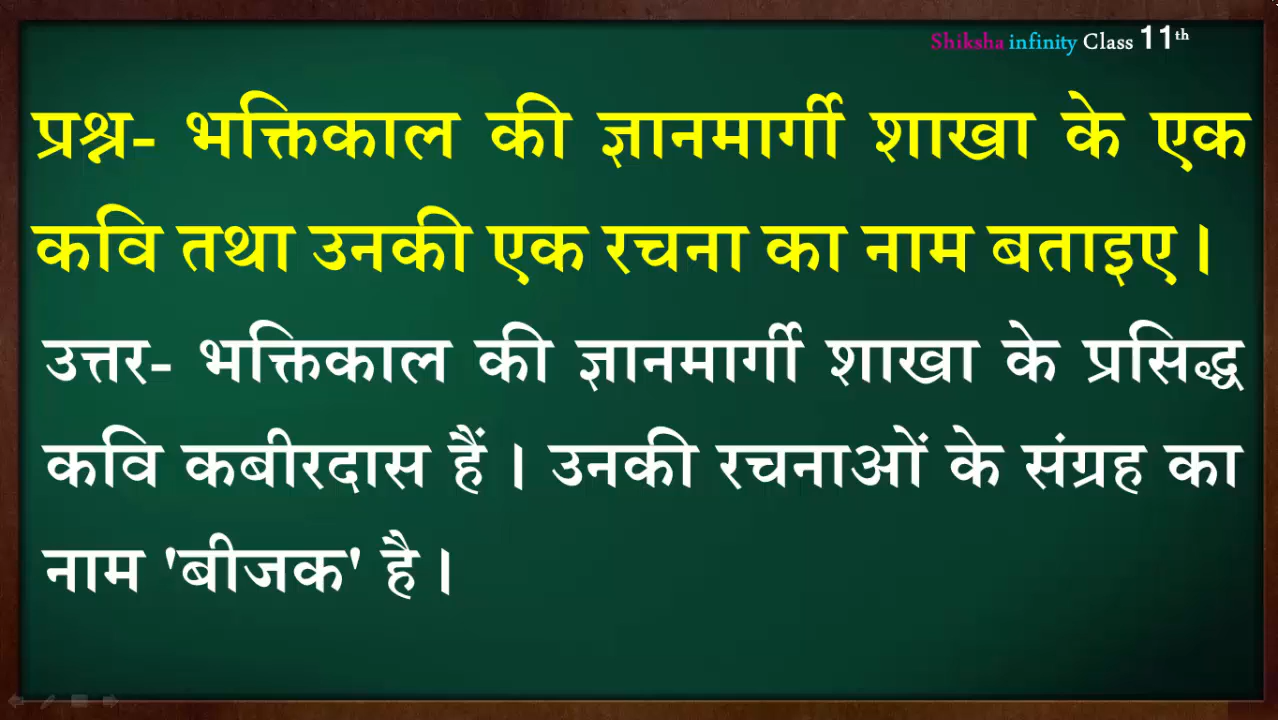 Shiksha infinity Class 11th
प्रश्न- भक्तिकाल की ज्ञानमार्गी शाखा के एक
कवि तथा उनकी एक रचना का नाम बताइए।
उत्तर- भक्तिकाल की ज्ञानमार्गी शाखा के प्रसिद्ध
कवि कबीरदास हैं। उनकी रचनाओं के संग्रह का
नाम 'बीजक' है।